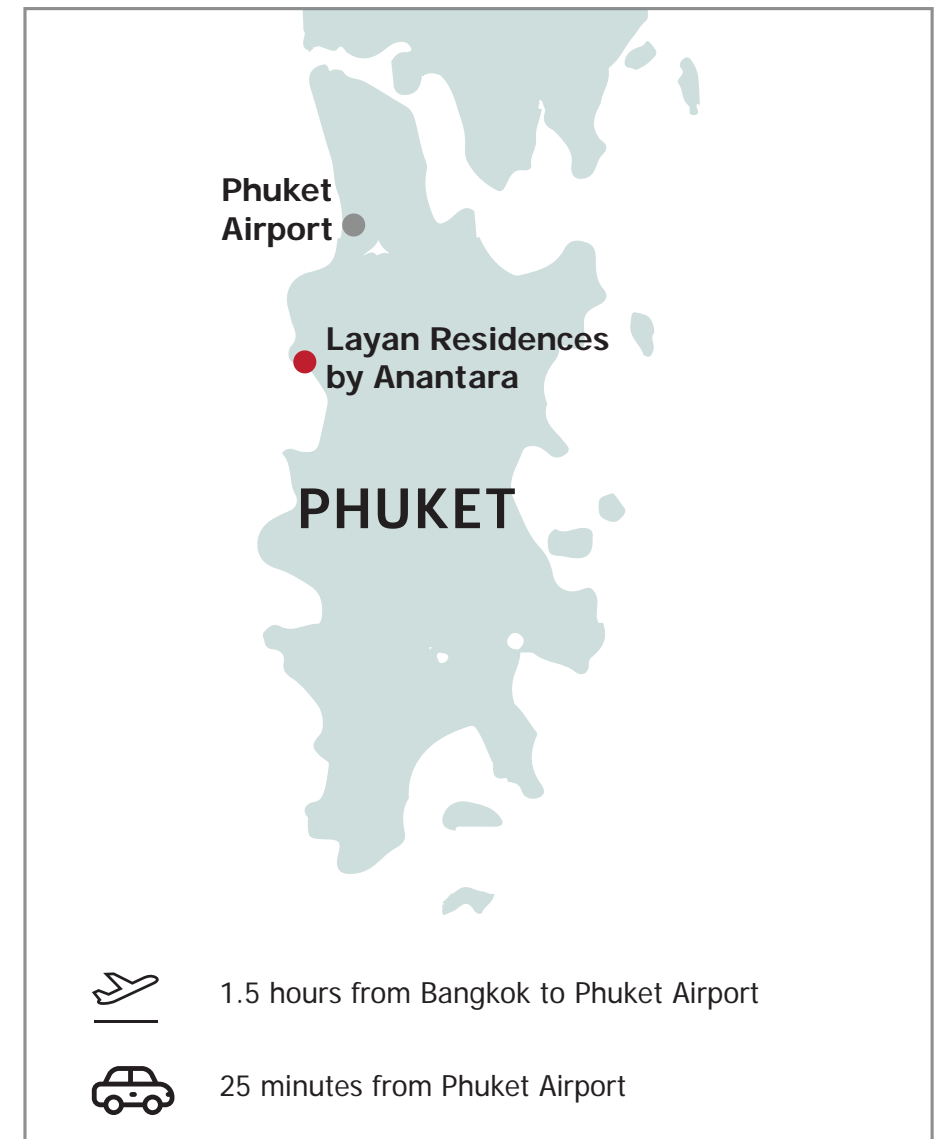 Phuket
Airport
Layan Residences
by Anantara
PHUKET
1.5 hours from Bangkok to Phuket Airport
25 minutes from Phuket Airport